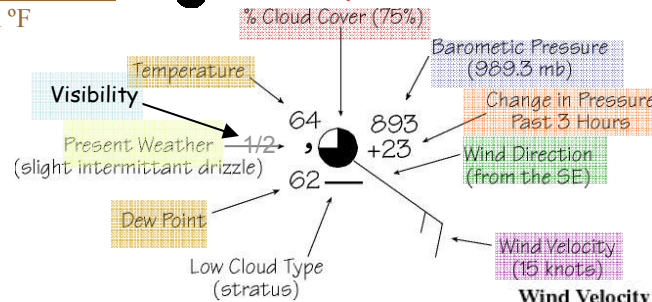 ºF
% Cloud Cover (75%)
Barometic Pressure
(989.3 mb)
Temperature
Visibility
64
893
Change in Pressure
Past 3 Hours
Present Weather
1/2
,
+23
(slight intermittant drizzle)
Wind Direction
(from the SE)
62
Dew Point
Low Cloud Type
(stratus)
Wind Velocity
(15 knots)
Wind Velocity